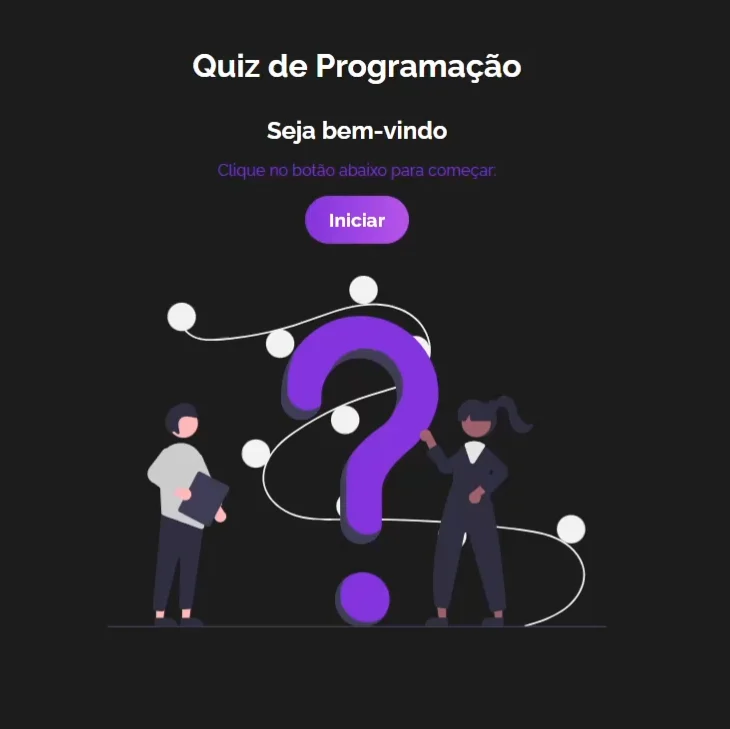 Quiz de Programação
Seja bem-vindo
Clique no botão abaixo para começar:
Iniciar